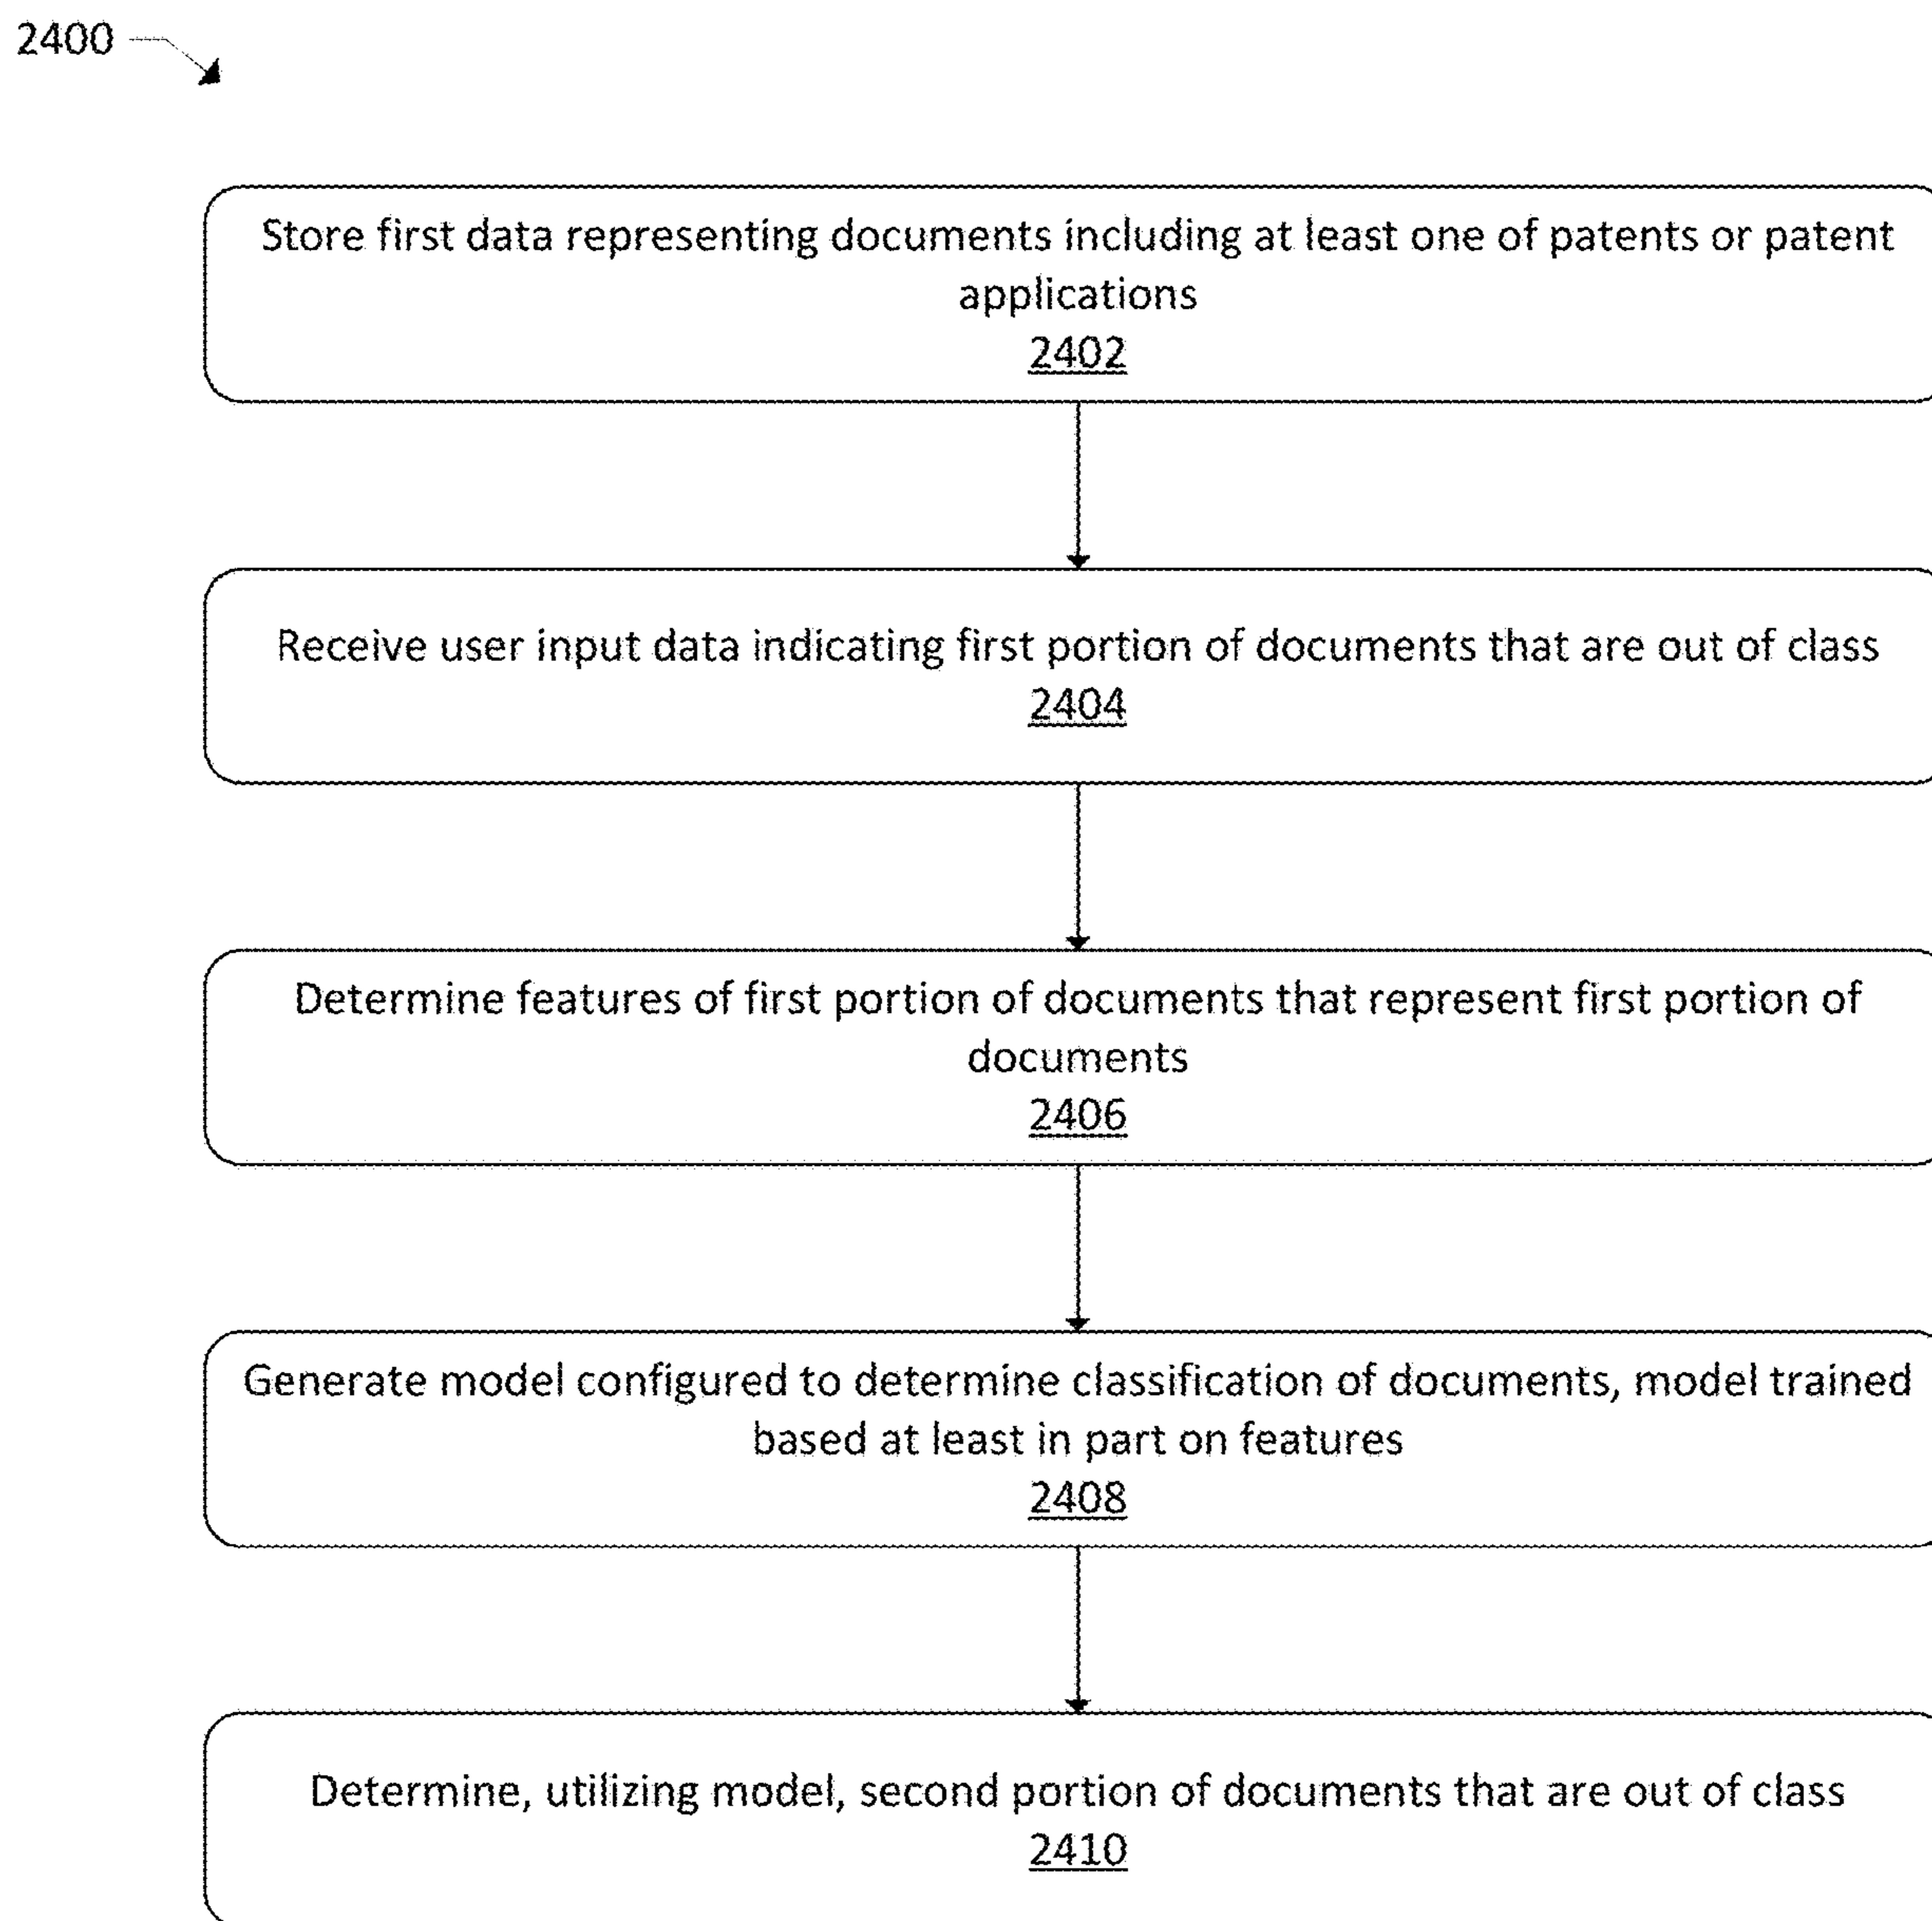 2400
Store first data representing documents including at least one of patents or patent
applications
2402
Receive user input data indicating first portion of documents that are out of class
2404
Determine features of first portion of documents that represent first portion of
documents
2406
Generate model configured to determine classification of documents, model trained
based at least in part on features
2408
Determine, utilizing model, second portion of documents that are out of class
2410